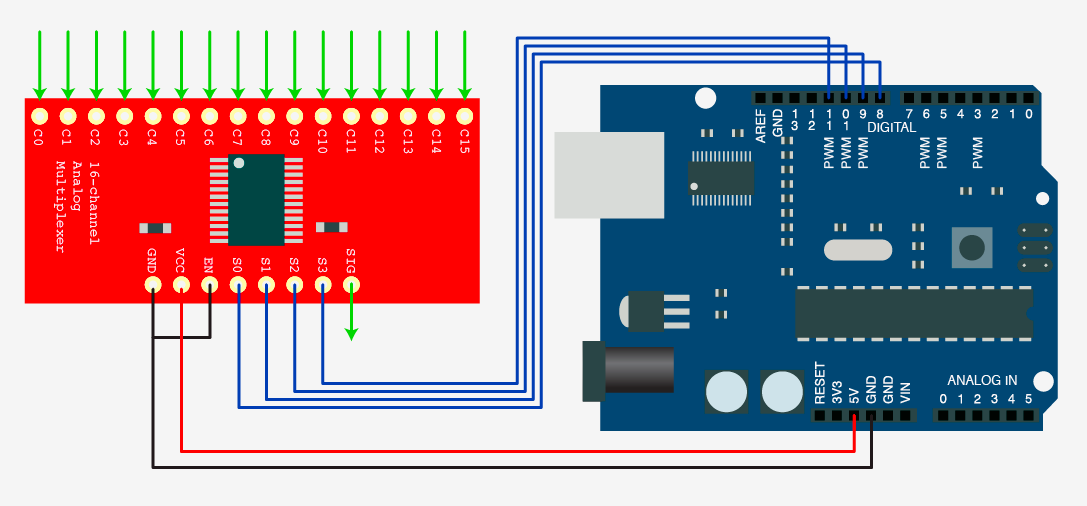 C0 C1 C2 C3 C4 C5 C6 C7 C8 C9 C10 C11 C12 C13 C14 C15
16-channel
Analog
Multiplexer
GND VCC EN S0 S1 S2 S3 SIG
AREF GND 13 12 11 01 9 8 7 6 5 4 3 2 1 0
DIGITAL
PWM PWM PWM PWM PWM PWM
RESET 3V3 5V GND GND VIN
ANALOG IN
0 1 2 3 4 5